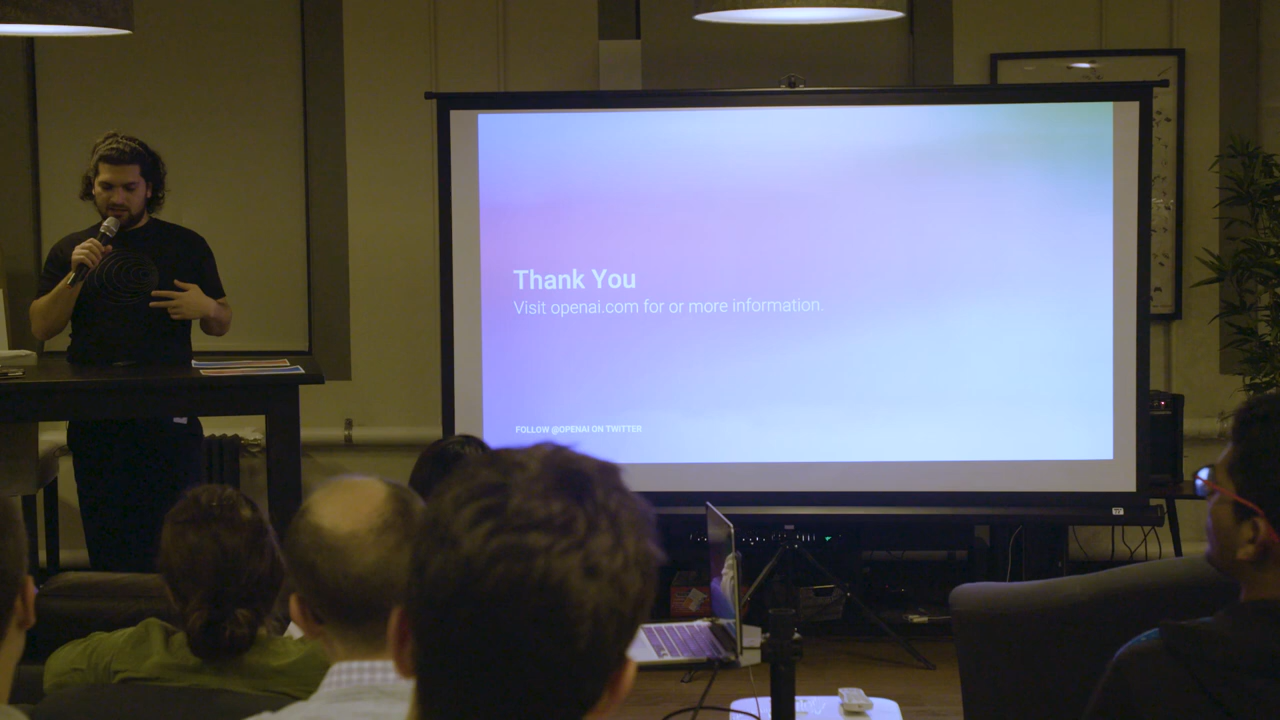 Thank You
Visit openai.com for or more information.
FOLLOW @OPENAI ON TWITTER